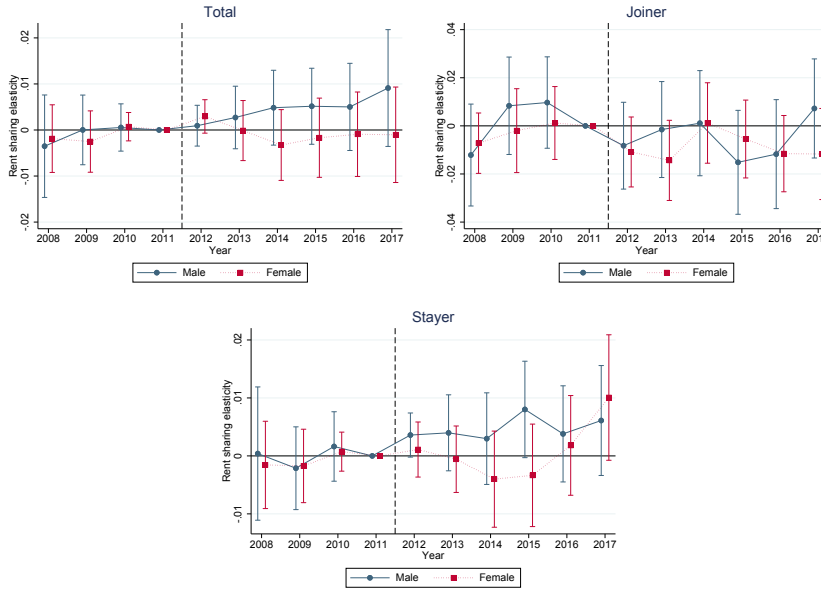 Total
Rent sharing elasticity
.02
.01
0
-.01
-.02
2008 2009 2010 2011 2012 2013 2014 2015 2016 2017
Year
Male Female
Joiner
Rent sharing elasticity
.04
.02
0
-.02
-.04
2008 2009 2010 2011 2012 2013 2014 2015 2016 201
Year
Male Female
Stayer
Rent sharing elasticity
.02
.01
0
-.01
2008 2009 2010 2011 2012 2013 2014 2015 2016 2017
Year
Male Female